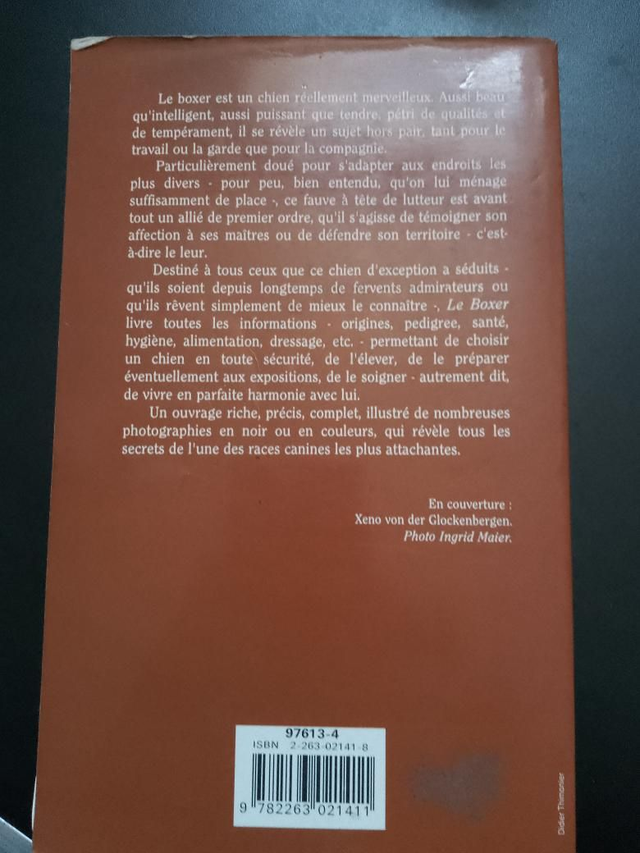 Le boxer est un chien réellement merveilleux. Aussi beau
qu'intelligent, aussi puissant que tendre, pétri de qualités et
de tempérament, il se révèle un sujet hors pair, tant pour le
travail ou la garde que pour la compagnie.
Particulièrement doué pour s'adapter aux endroits les
plus divers - pour peu, bien entendu, qu'on lui ménage
suffisamment de place -, ce fauve à tête de lutteur est avant
tout un allié de premier ordre, qu'il s'agisse de témoigner son
affection à ses maîtres ou de défendre son territoire - c'est-
à-dire le leur.
Destiné à tous ceux que ce chien d'exception a séduits -
qu'ils soient depuis longtemps de fervents admirateurs ou
qu'ils rêvent simplement de mieux le connaître -, Le Boxer
livre toutes les informations - origines, pedigree, santé,
hygiène, alimentation, dressage, etc. - permettant de choisir
un chien en toute sécurité, de l'élever, de le préparer
éventuellement aux expositions, de le soigner - autrement dit,
de vivre en parfaite harmonie avec lui.
Un ouvrage riche, précis, complet, illustré de nombreuses
photographies en noir ou en couleurs, qui révèle tous les
secrets de l'une des races canines les plus attachantes.
En couverture :
Xeno von der Glockenbergen.
Photo Ingrid Maier.
97613-4
ISBN 2-263-02141-8
9 782263 021411
Didier Thimonier